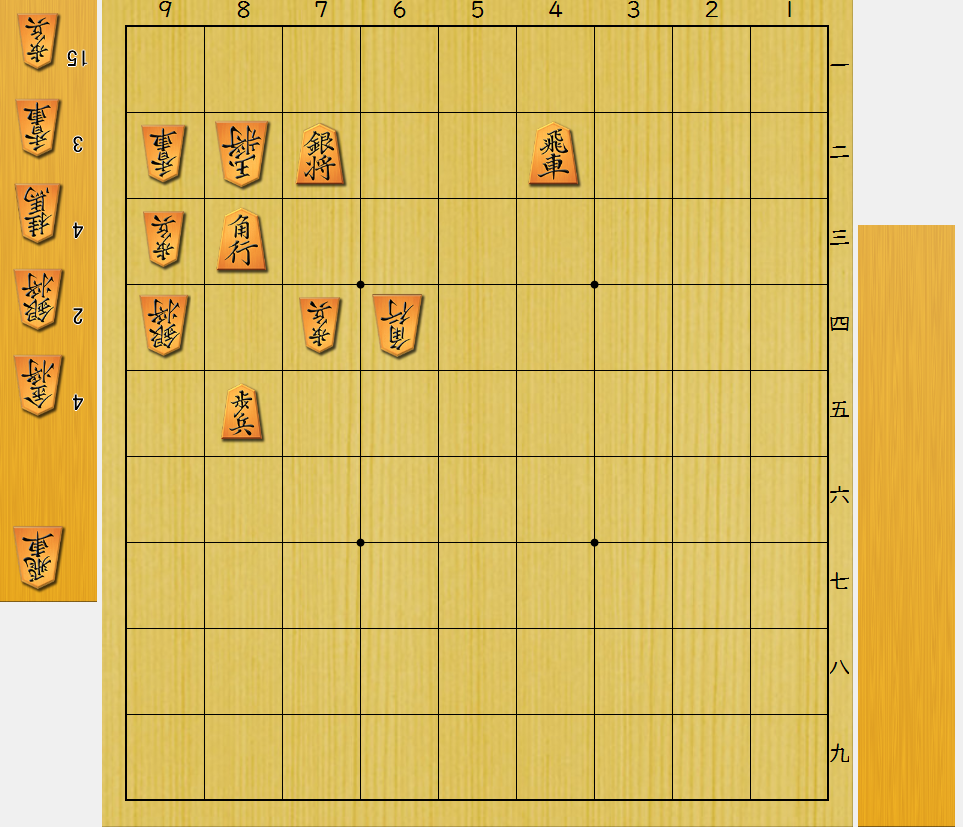 9 8 7 6 5 4 3 2 1
歩兵 15
香車 3
桂馬 4
銀将 2
金将 4
飛車
一
香車 玉将 銀将 飛車 二
歩兵 角行 三
銀将 歩兵 角行 四
歩兵 五
六
七
八
九